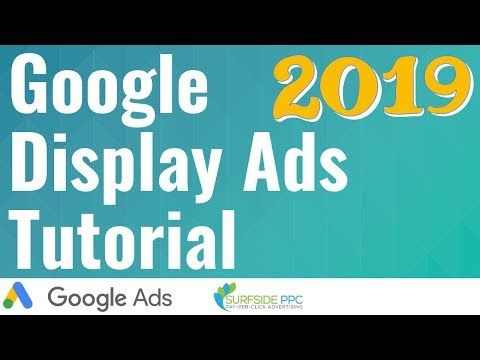 Google 2019
Display Ads
Tutorial
Google Ads
SURFSIDE PPC
PAY-PER-CLICK ADVERTISING